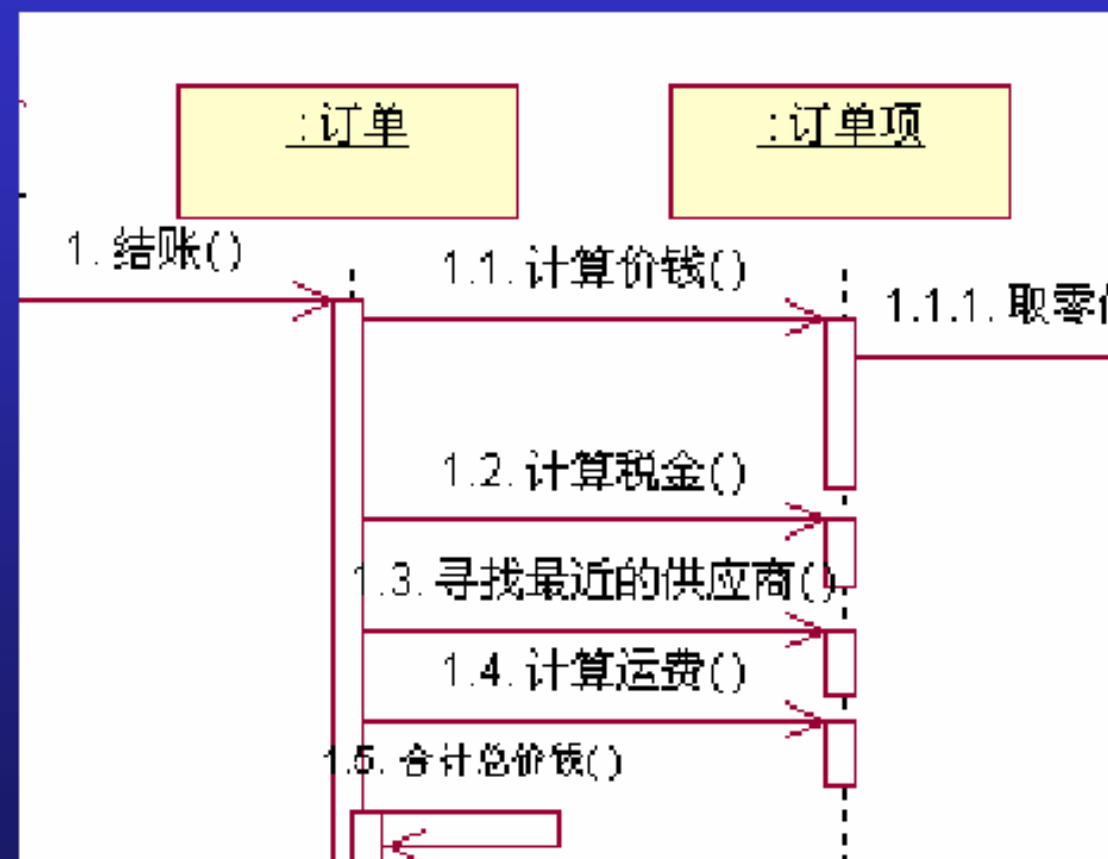 :订单
:订单项
1. 结账()
1.1. 计算价钱()
1.1.1. 取零
1.2. 计算税金()
1.3. 寻找最近的供应商()
1.4. 计算运费()
1.5. 合计总价钱()